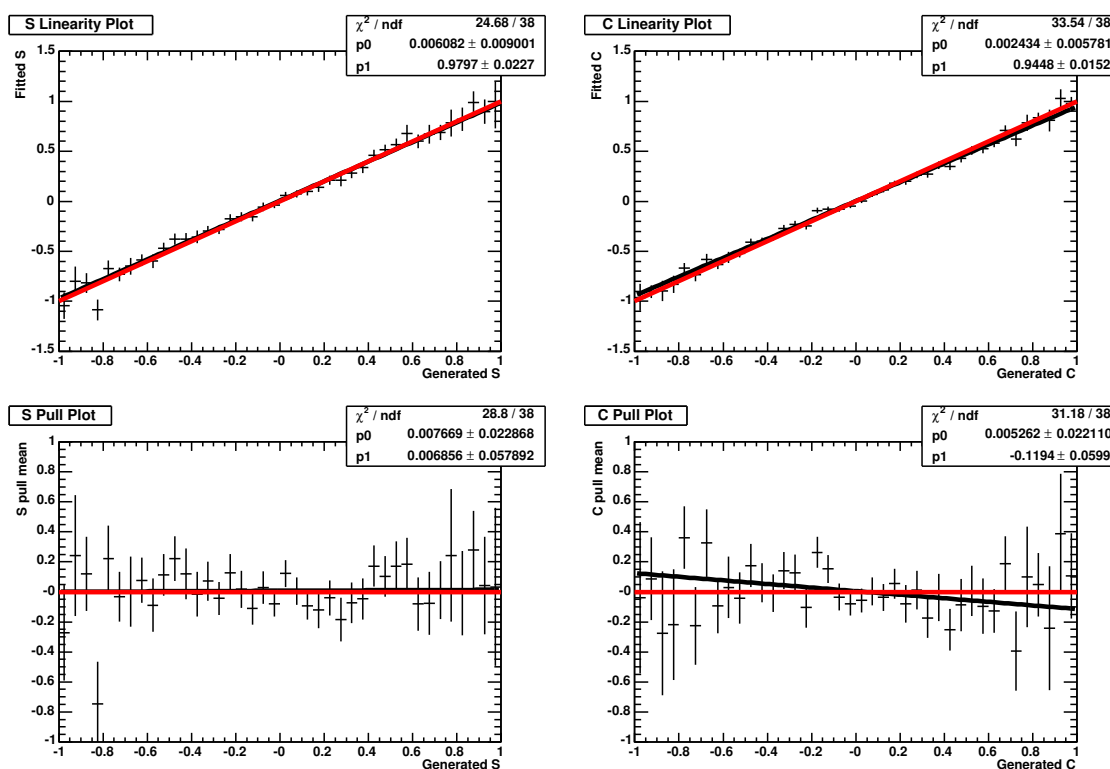 S Linearity Plot
χ² / ndf 24.68 / 38
p0 0.006082 ± 0.009001
p1 0.9797 ± 0.0227
Fitted S
1.5
1
0.5
0
-0.5
-1
-1.5
-1 -0.8 -0.6 -0.4 -0.2 -0 0.2 0.4 0.6 0.8 1
Generated S
C Linearity Plot
χ² / ndf 33.54 / 38
p0 0.002434 ± 0.005781
p1 0.9448 ± 0.0152
Fitted C
1.5
1
0.5
0
-0.5
-1
-1.5
-1 -0.8 -0.6 -0.4 -0.2 -0 0.2 0.4 0.6 0.8 1
Generated C
S Pull Plot
χ² / ndf 28.8 / 38
p0 0.007669 ± 0.022868
p1 0.006856 ± 0.057892
S pull mean
1
0.8
0.6
0.4
0.2
-0
-0.2
-0.4
-0.6
-0.8
-1
-1 -0.8 -0.6 -0.4 -0.2 -0 0.2 0.4 0.6 0.8 1
Generated S
C Pull Plot
χ² / ndf 31.18 / 38
p0 0.005262 ± 0.022110
p1 -0.1194 ± 0.0599
C pull mean
1
0.8
0.6
0.4
0.2
-0
-0.2
-0.4
-0.6
-0.8
-1
-1 -0.8 -0.6 -0.4 -0.2 -0 0.2 0.4 0.6 0.8 1
Generated C